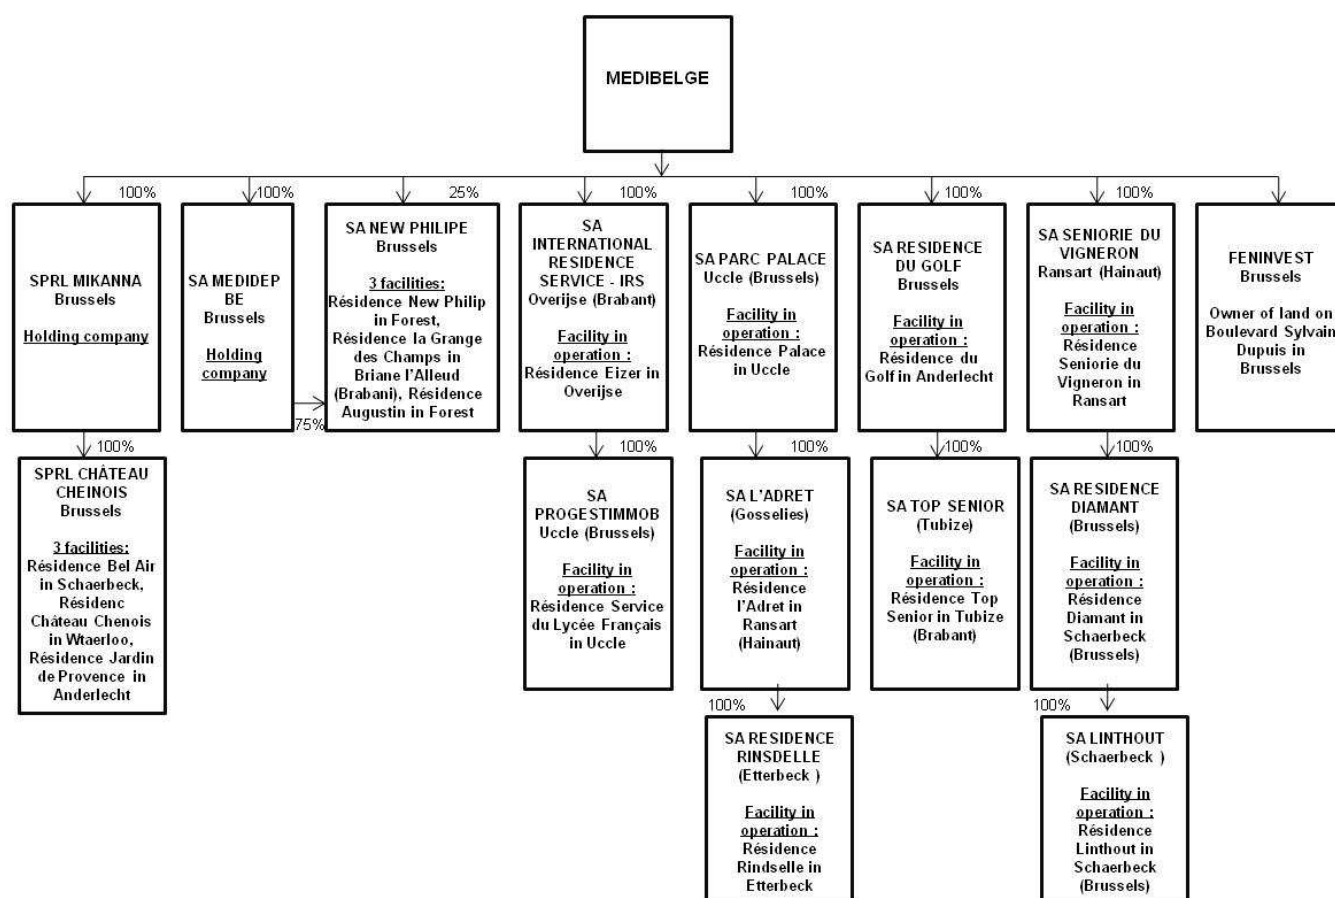 MEDIBELGE
100%
100%
25%
100%
100%
100%
100%
SPRL MIKANNA
Brussels
Holding company
SA MEDIDEP
BE
Brussels
Holding
company
SA NEW PHILIPE
Brussels
3 facilities:
Résidence New Philip
in Forest,
Résidence la Grange
des Champs in
Briane l'Alleud
(Brabani), Résidence
Augustin in Forest
75%
SA
INTERNATIONAL
RESIDENCE
SERVICE - IRS
Overijse (Brabant)
Facility in
operation :
Résidence Eizer in
Overijse
SA PARC PALACE
Uccle (Brussels)
Facility in
operation :
Résidence Palace
in Uccle
SA RESIDENCE
DU GOLF
Brussels
Facility in
operation :
Résidence du
Golf in Anderlecht
SA SENIORIE DU
VIGNERON
Ransart (Hainaut)
Facility in
operation :
Résidence
Seniorie du
Vigneron in
Ransart
FENINVEST
Brussels
Owner of land on
Boulevard Sylvain
Dupuis in
Brussels
100%
100%
100%
100%
100%
SPRL CHÂTEAU
CHEINOIS
Brussels
3 facilities:
Résidence Bel Air
in Schaerbeck,
Résidenc
Château Chenois
in Wtaerloo,
Résidence Jardin
de Provence in
Anderlecht
SA
PROGESTIMMOB
Uccle (Brussels)
Facility in
operation :
Résidence Service
du Lycée Français
in Uccle
SA L'ADRET
(Gosselies)
Facility in
operation :
Résidence
l'Adret in
Ransart
(Hainaut)
SA TOP SENIOR
(Tubize)
Facility in
operation :
Résidence Top
Senior in Tubize
(Brabant)
SA RESIDENCE
DIAMANT
(Brussels)
Facility in
operation :
Résidence
Diamant in
Schaerbeck
(Brussels)
100%
100%
SA RESIDENCE
RINSDELLE
(Etterbeck )
Facility in
operation :
Résidence
Rindselle in
Etterbeck
SA LINTHOUT
(Schaerbeck )
Facility in
operation :
Résidence
Linthout in
Schaerbeck
(Brussels)